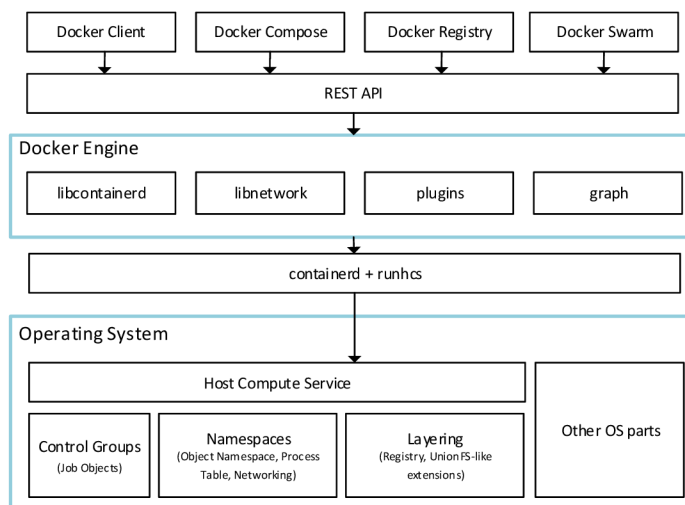 Docker Client
Docker Compose
Docker Registry
Docker Swarm
REST API
Docker Engine
libcontainerd
libnetwork
plugins
graph
containerd + runhcs
Operating System
Host Compute Service
Other OS parts
Control Groups
(Job Objects)
Namespaces
(Object Namespace, Process
Table, Networking)
Layering
(Registry, UnionFS-like
extensions)